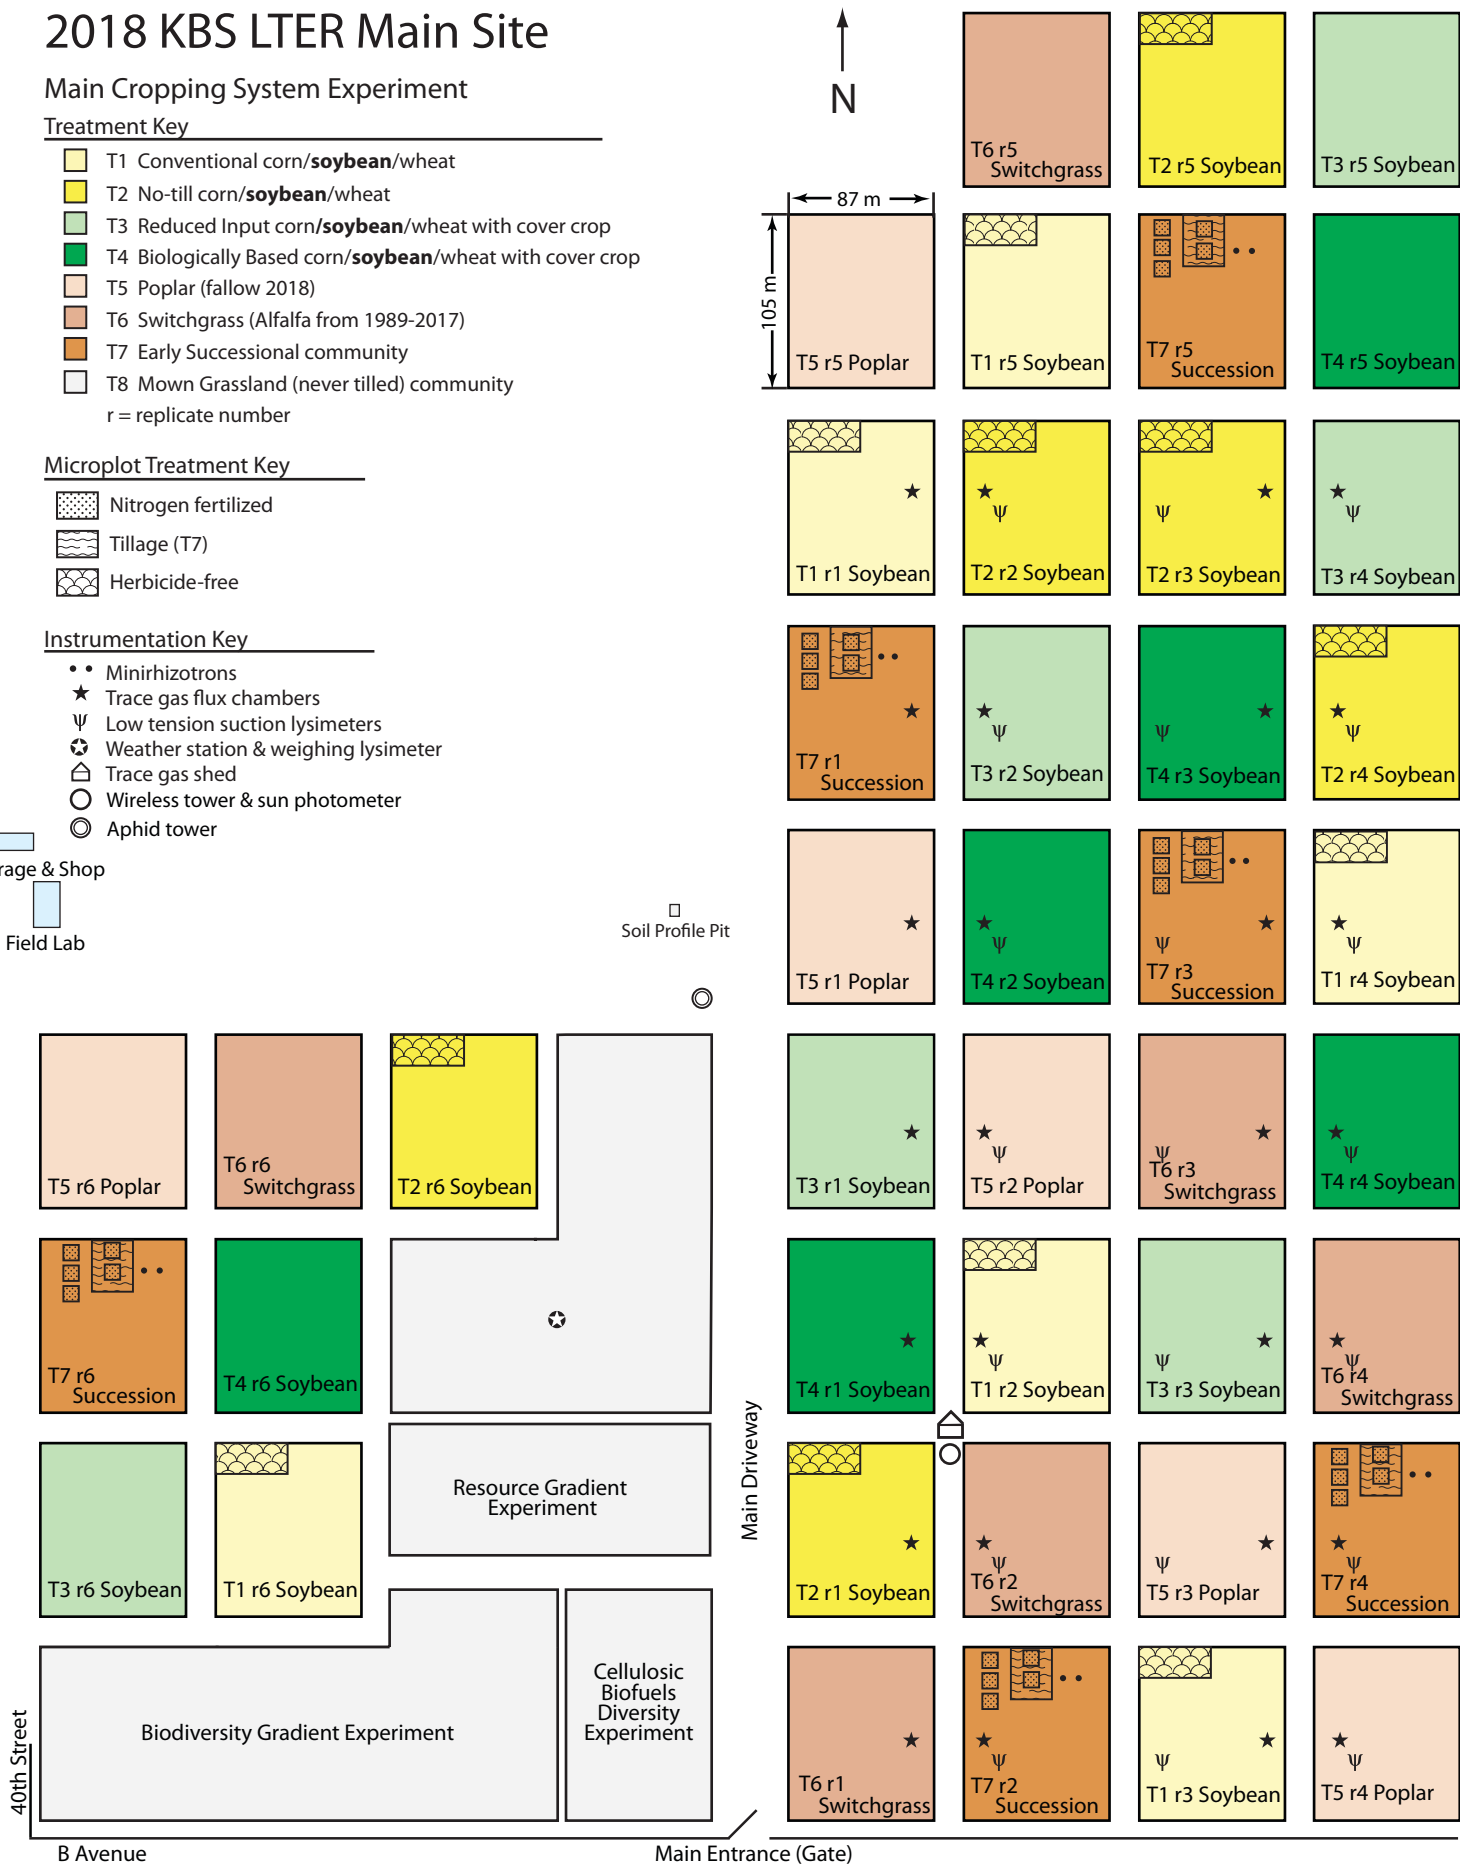 2018 KBS LTER Main Site
Main Cropping System Experiment
Treatment Key
T1 Conventional corn/soybean/wheat
T2 No-till corn/soybean/wheat
T3 Reduced Input corn/soybean/wheat with cover crop
T4 Biologically Based corn/soybean/wheat with cover crop
T5 Poplar (fallow 2018)
T6 Switchgrass (Alfalfa from 1989-2017)
T7 Early Successional community
T8 Mown Grassland (never tilled) community
r = replicate number
Microplot Treatment Key
Nitrogen fertilized
Tillage (T7)
Herbicide-free
Instrumentation Key
Minirhizotrons
Trace gas flux chambers
Low tension suction lysimeters
Weather station & weighing lysimeter
Trace gas shed
Wireless tower & sun photometer
Aphid tower
rage & Shop
Field Lab
Soil Profile Pit
N
T6 r5
Switchgrass
T2 r5 Soybean
T3 r5 Soybean
87 m
105 m
T5 r5 Poplar
T1 r5 Soybean
T7 r5
Succession
T4 r5 Soybean
T1 r1 Soybean
T2 r2 Soybean
T2 r3 Soybean
T3 r4 Soybean
T7 r1
Succession
T3 r2 Soybean
T4 r3 Soybean
T2 r4 Soybean
T5 r1 Poplar
T4 r2 Soybean
T7 r3
Succession
T1 r4 Soybean
T5 r6 Poplar
T6 r6
Switchgrass
T2 r6 Soybean
T3 r1 Soybean
T5 r2 Poplar
T6 r3
Switchgrass
T4 r4 Soybean
T7 r6
Succession
T4 r6 Soybean
T4 r1 Soybean
T1 r2 Soybean
T3 r3 Soybean
T6 r4
Switchgrass
Main Driveway
T3 r6 Soybean
T1 r6 Soybean
Resource Gradient
Experiment
T2 r1 Soybean
T6 r2
Switchgrass
T5 r3 Poplar
T7 r4
Succession
Biodiversity Gradient Experiment
Cellulosic
Biofuels
Diversity
Experiment
T6 r1
Switchgrass
T7 r2
Succession
T1 r3 Soybean
T5 r4 Poplar
40th Street
B Avenue
Main Entrance (Gate)